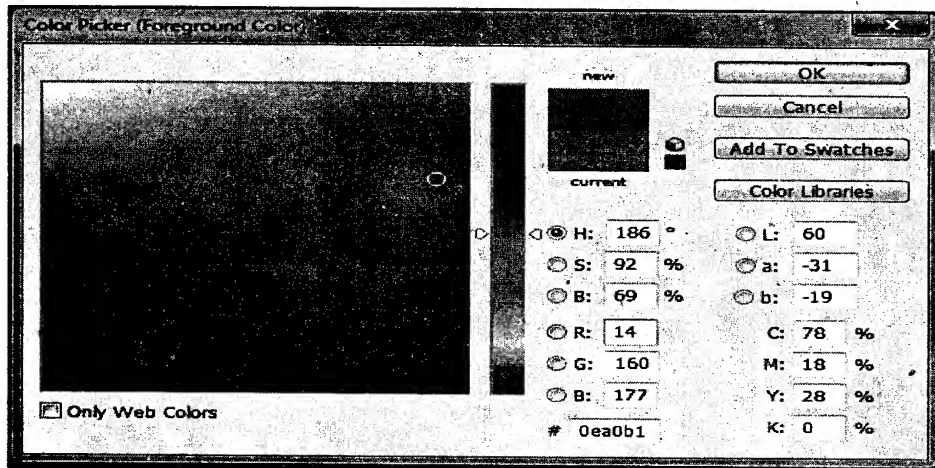 Color Picker (Foreground Color)
new
current
OK
Cancel
Add To Swatches
Color Libraries
H: 186 °
S: 92 %
B: 69 %
R: 14
G: 160
B: 177
# 0ea0b1
L: 60
a: -31
b: -19
C: 78 %
M: 18 %
Y: 28 %
K: 0 %
Only Web Colors